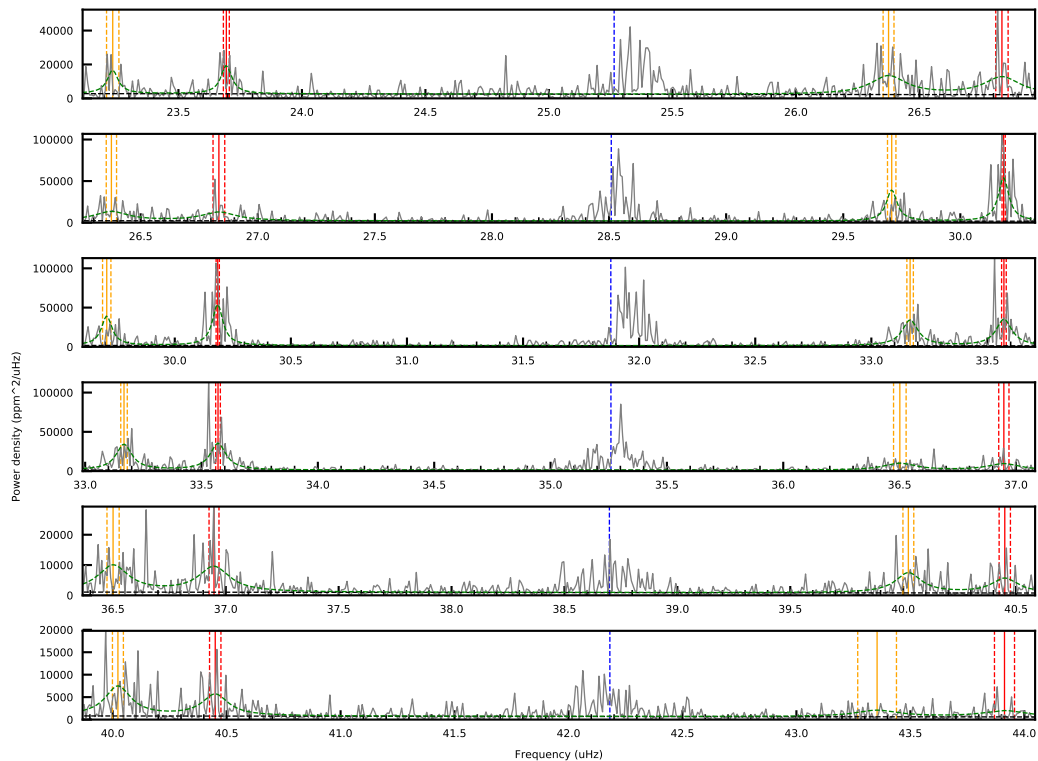 40000
20000
0
23.5 24.0 24.5 25.0 25.5 26.0 26.5
100000
50000
0
26.5 27.0 27.5 28.0 28.5 29.0 29.5 30.0
100000
50000
0
30.0 30.5 31.0 31.5 32.0 32.5 33.0 33.5
Power density (ppm^2/uHz)
100000
50000
0
33.0 33.5 34.0 34.5 35.0 35.5 36.0 36.5 37.0
20000
10000
0
36.5 37.0 37.5 38.0 38.5 39.0 39.5 40.0 40.5
20000
15000
10000
5000
0
40.0 40.5 41.0 41.5 42.0 42.5 43.0 43.5 44.0
Frequency (uHz)